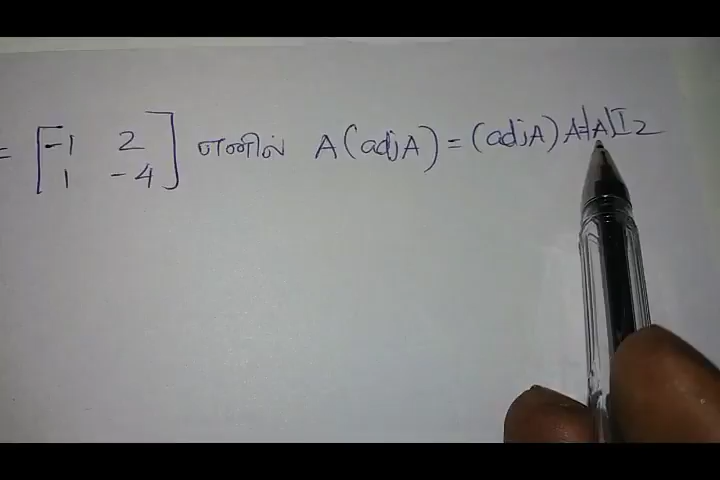 = [-1 2 எனில் A(adjA) = (adjA)A=|A|I2
1 -4]